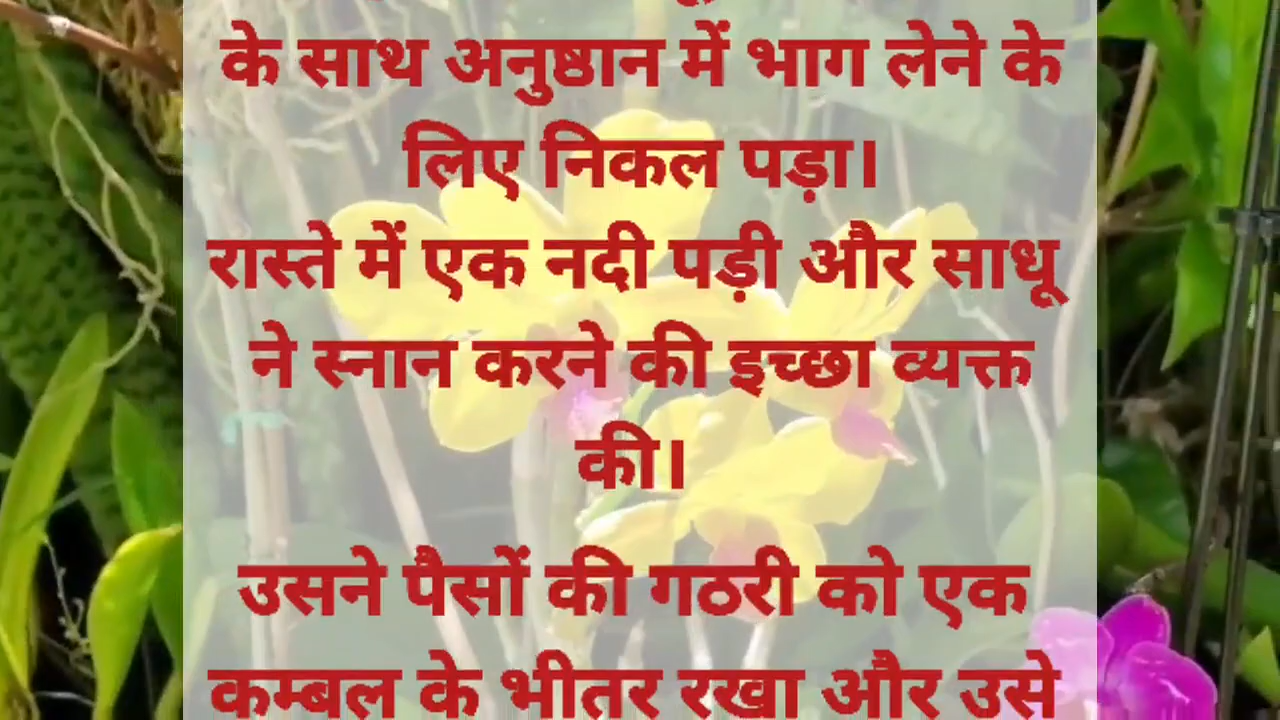 के साथ अनुष्ठान में भाग लेने के
लिए निकल पड़ा।
रास्ते में एक नदी पड़ी और साधू
ने स्नान करने की इच्छा व्यक्त
की।
उसने पैसों की गठरी को एक
कम्बल के भीतर रखा और उसे